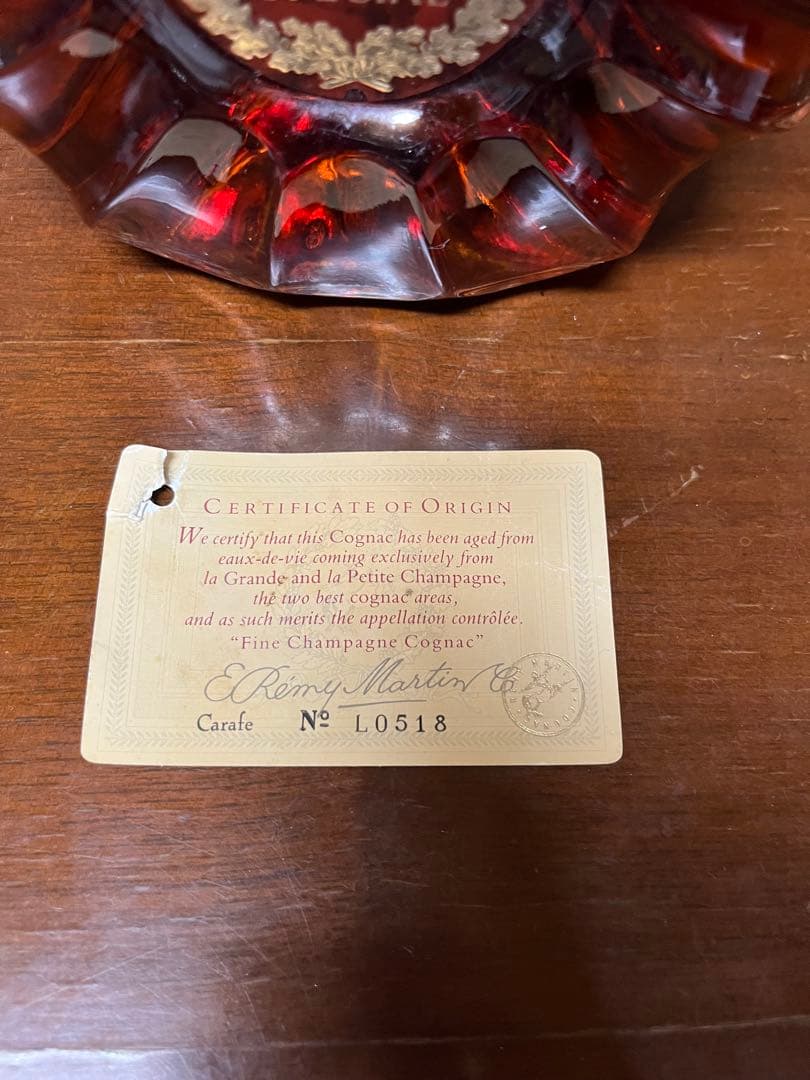 SPECIAL
CERTIFICATE OF ORIGIN
We certify that this Cognac has been aged from
eaux-de-vie coming exclusively from
la Grande and la Petite Champagne,
the two best cognac areas,
and as such merits the appellation contrôlée.
"Fine Champagne Cognac"
E. Rémy Martin & Co
Carafe Nº L0518